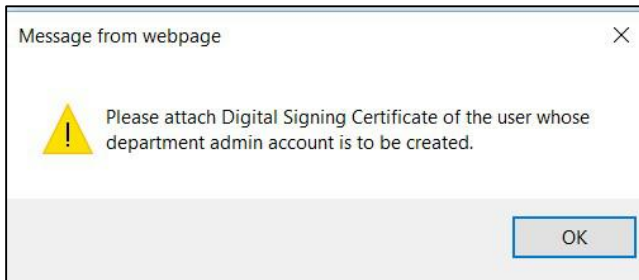 Message from webpage
Please attach Digital Signing Certificate of the user whose
department admin account is to be created.
OK